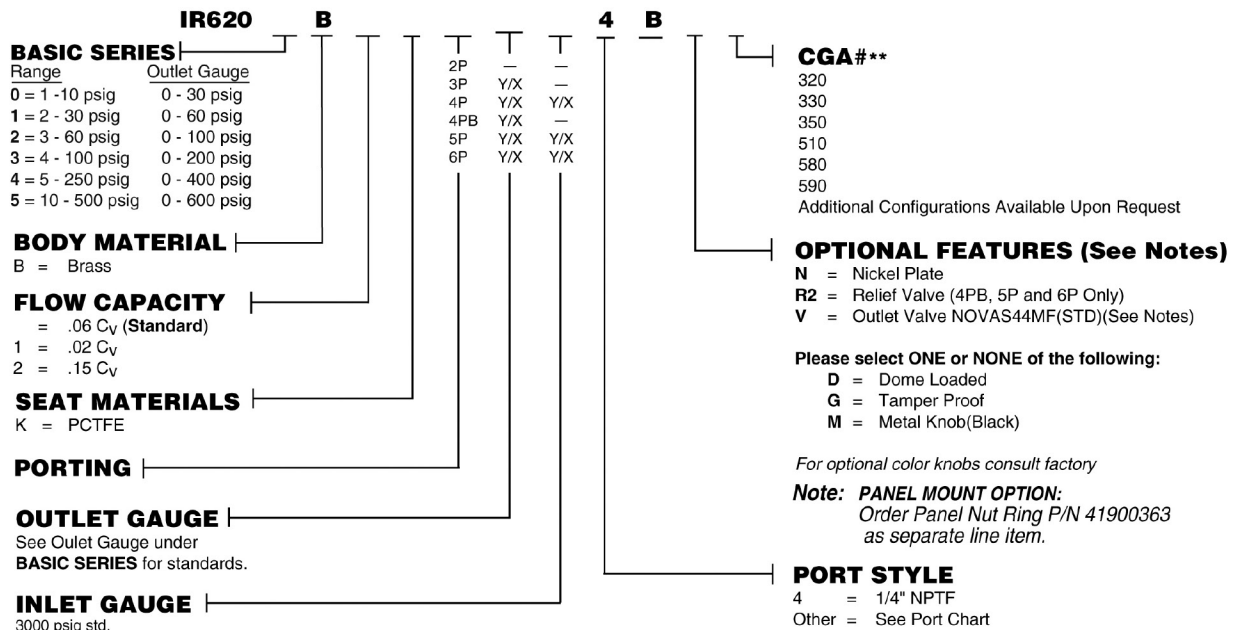 IR620 B 4 B
BASIC SERIES
Range Outlet Gauge
0 = 1 -10 psig 0 - 30 psig
1 = 2 - 30 psig 0 - 60 psig
2 = 3 - 60 psig 0 - 100 psig
3 = 4 - 100 psig 0 - 200 psig
4 = 5 - 250 psig 0 - 400 psig
5 = 10 - 500 psig 0 - 600 psig
2P — —
3P Y/X —
4P Y/X Y/X
4PB Y/X —
5P Y/X Y/X
6P Y/X Y/X
BODY MATERIAL
B = Brass
FLOW CAPACITY
= .06 CV (Standard)
1 = .02 CV
2 = .15 CV
SEAT MATERIALS
K = PCTFE
PORTING
OUTLET GAUGE
See Oulet Gauge under
BASIC SERIES for standards.
INLET GAUGE
3000 psig std.
CGA#**
320
330
350
510
580
590
Additional Configurations Available Upon Request
OPTIONAL FEATURES (See Notes)
N = Nickel Plate
R2 = Relief Valve (4PB, 5P and 6P Only)
V = Outlet Valve NOVAS44MF(STD)(See Notes)
Please select ONE or NONE of the following:
D = Dome Loaded
G = Tamper Proof
M = Metal Knob(Black)
For optional color knobs consult factory
Note: PANEL MOUNT OPTION:
Order Panel Nut Ring P/N 41900363
as separate line item.
PORT STYLE
4 = 1/4" NPTF
Other = See Port Chart